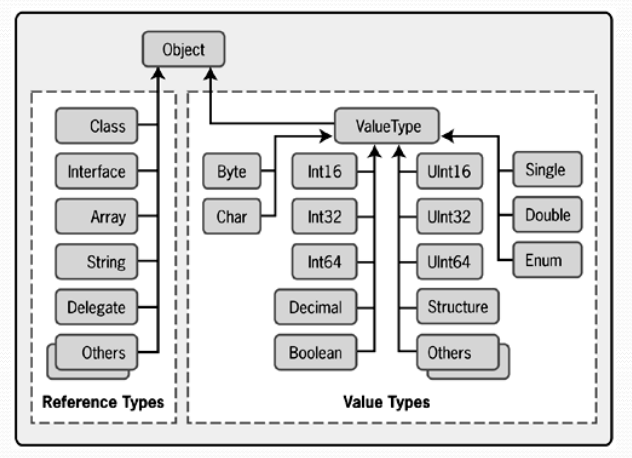 Object
Class
Interface
Array
String
Delegate
Others
Reference Types
ValueType
Byte
Char
Int16
Int32
Int64
Decimal
Boolean
UInt16
UInt32
UInt64
Structure
Others
Single
Double
Enum
Value Types